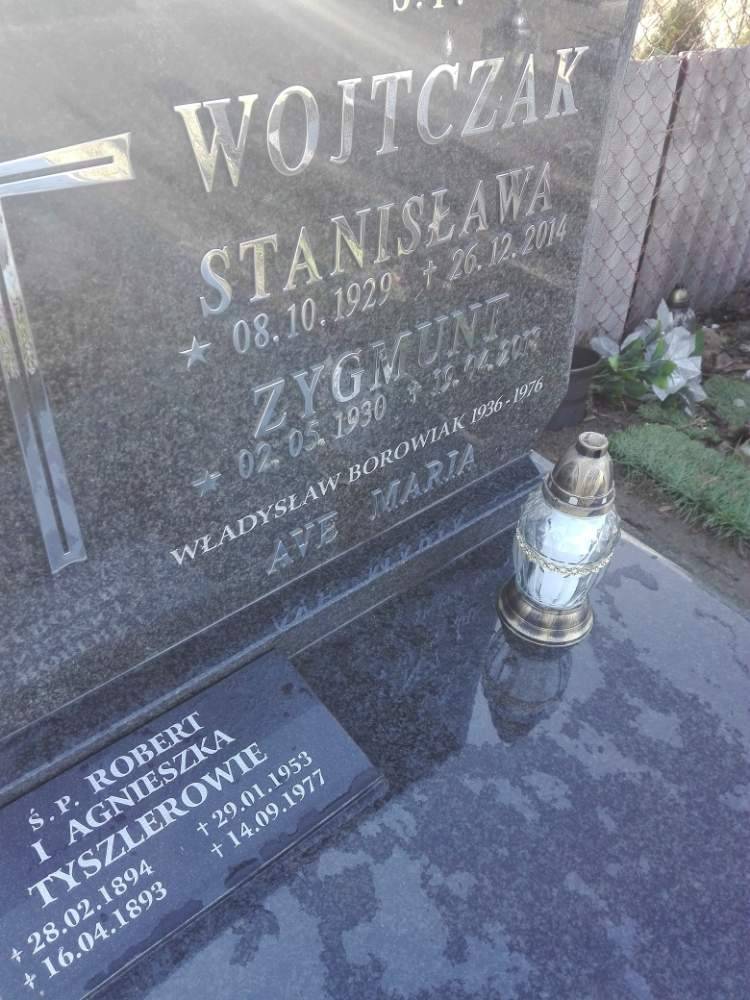 Ś.P.
WOJTCZAK
STANISŁAWA
★ 08.10.1929 † 26.12.2014
ZYGMUNT
★ 02.05.1930 †
WŁADYSŁAW BOROWIAK 1936-1976
AVE MARIA
Ś.P. ROBERT
I AGNIESZKA
TYSZLEROWIE
† 28.02.1894 † 29.01.1953
† 16.04.1893 † 14.09.1977